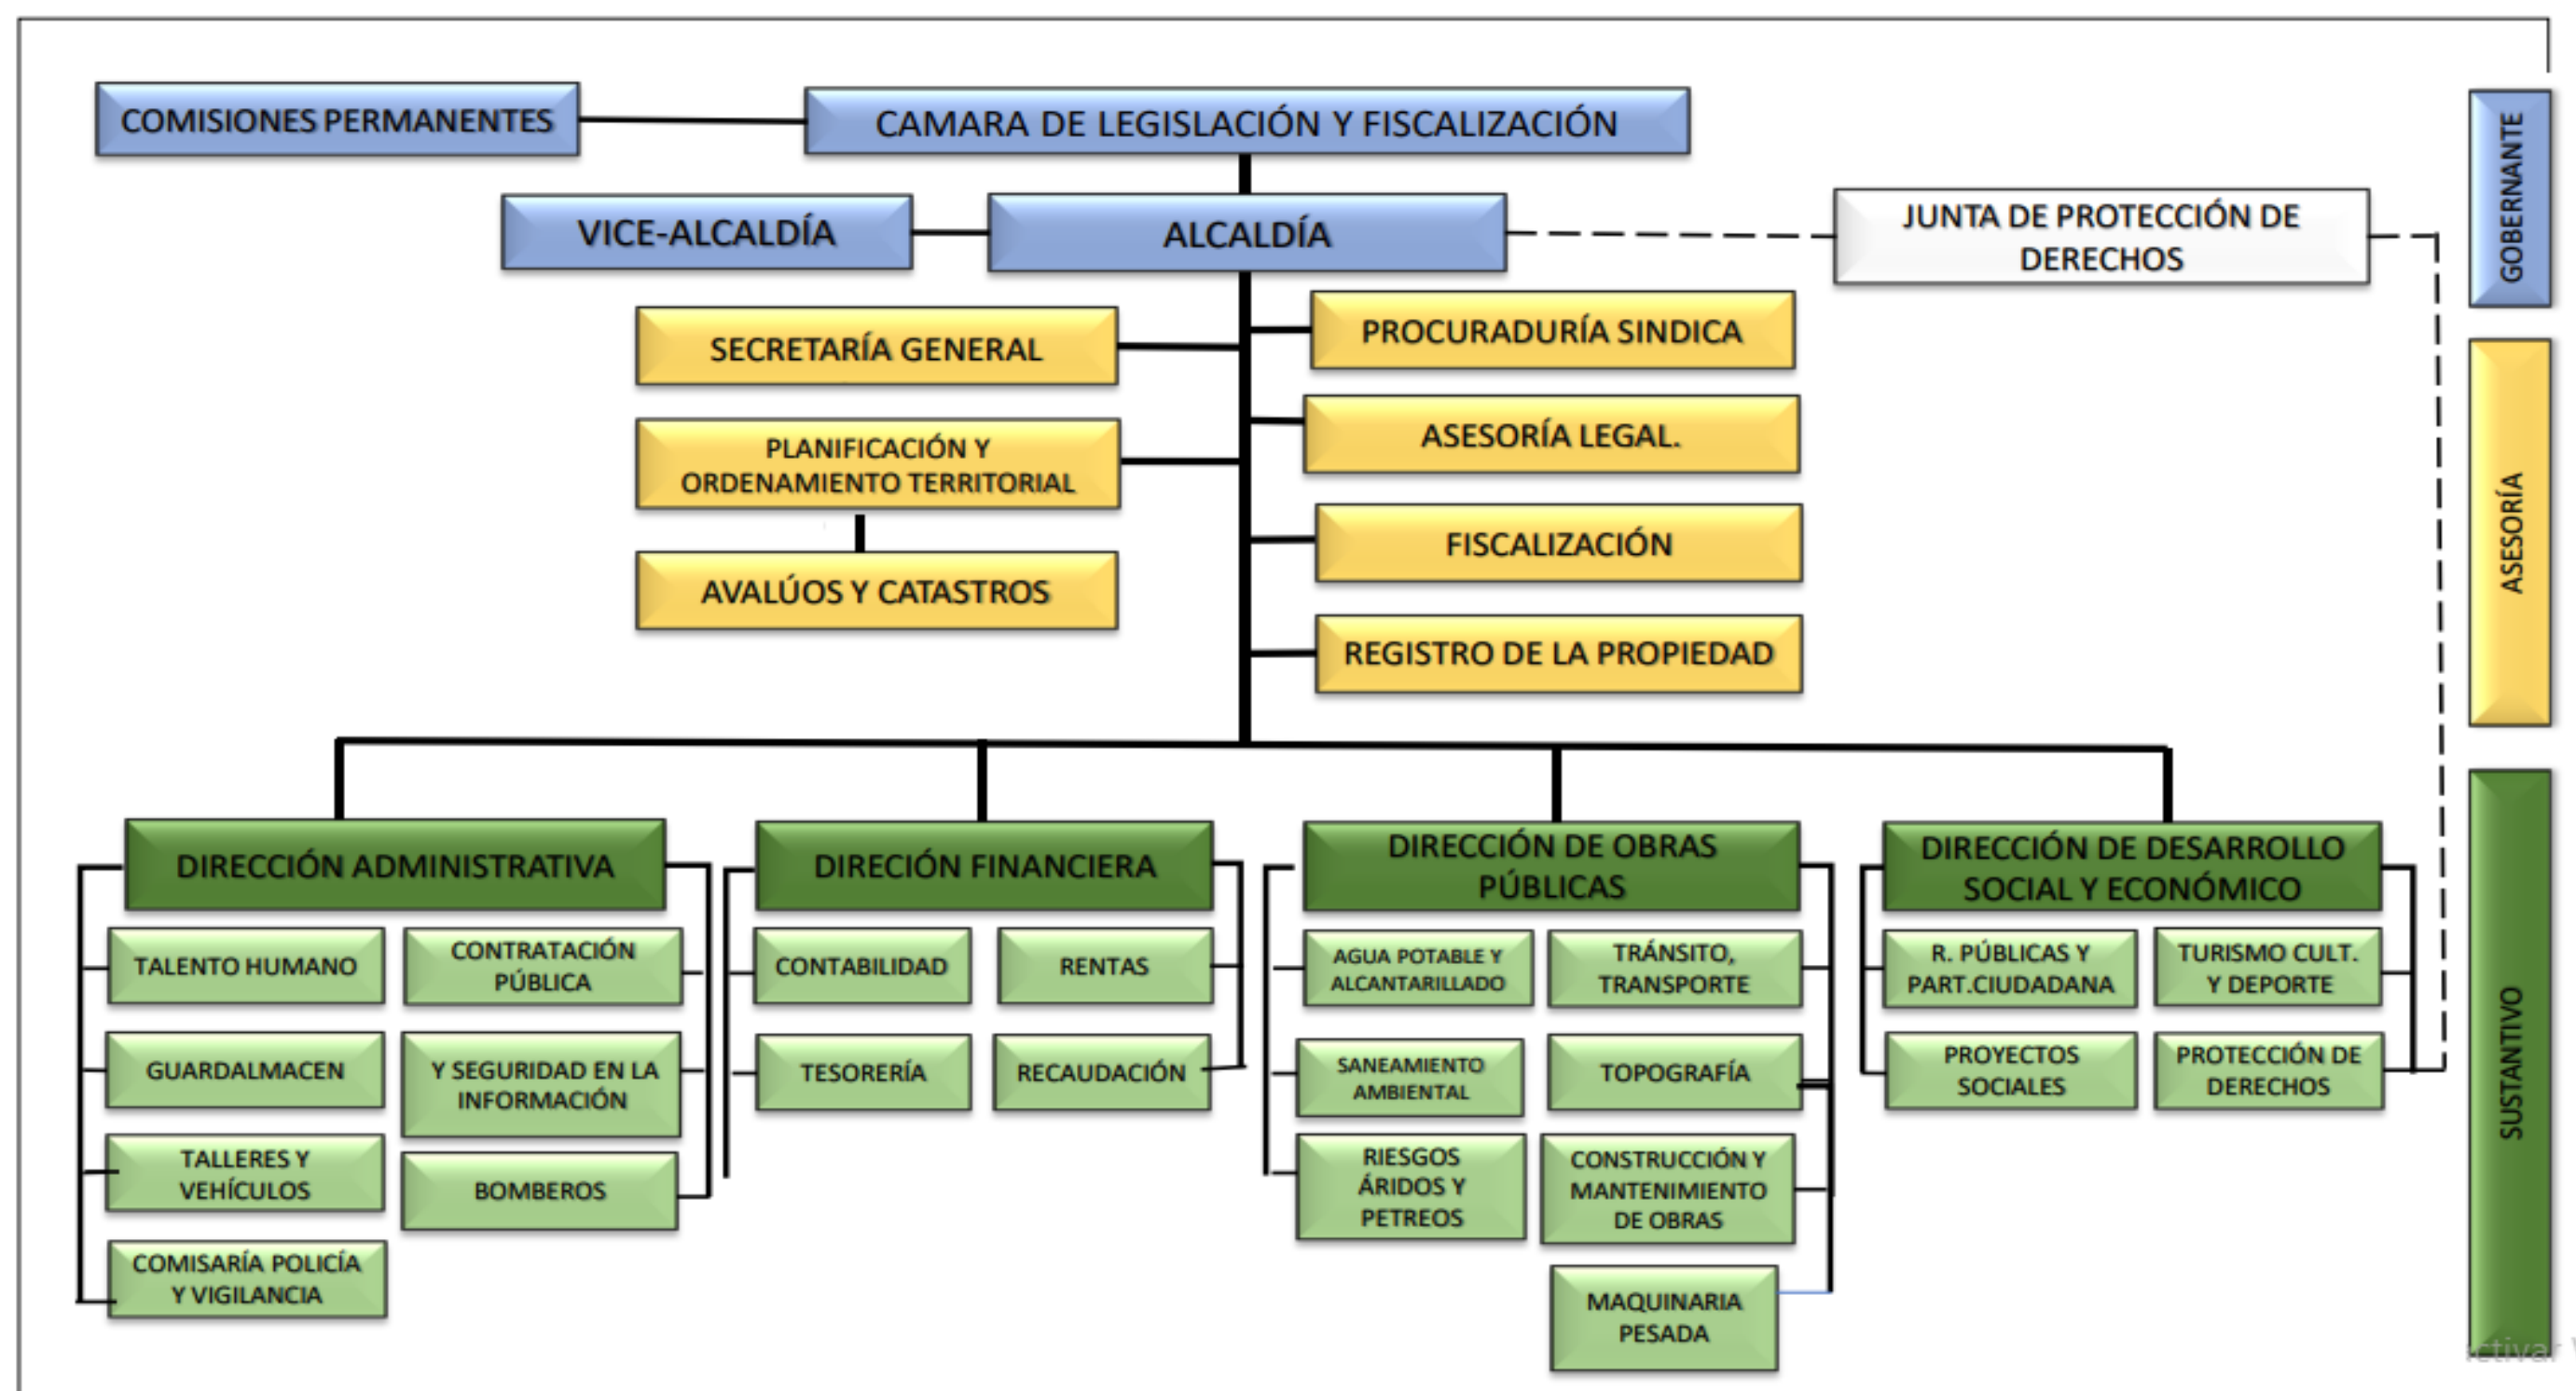 COMISIONES PERMANENTES
CAMARA DE LEGISLACIÓN Y FISCALIZACIÓN
VICE-ALCALDÍA
ALCALDÍA
JUNTA DE PROTECCIÓN DE
DERECHOS
GOBERNANTE
SECRETARÍA GENERAL
PROCURADURÍA SINDICA
PLANIFICACIÓN Y
ORDENAMIENTO TERRITORIAL
ASESORÍA LEGAL.
AVALÚOS Y CATASTROS
FISCALIZACIÓN
REGISTRO DE LA PROPIEDAD
ASESORÍA
DIRECCIÓN ADMINISTRATIVA
TALENTO HUMANO
CONTRATACIÓN
PÚBLICA
GUARDALMACEN
Y SEGURIDAD EN LA
INFORMACIÓN
TALLERES Y
VEHÍCULOS
BOMBEROS
COMISARÍA POLICÍA
Y VIGILANCIA
DIRECIÓN FINANCIERA
CONTABILIDAD
RENTAS
TESORERÍA
RECAUDACIÓN
DIRECCIÓN DE OBRAS
PÚBLICAS
AGUA POTABLE Y
ALCANTARILLADO
TRÁNSITO,
TRANSPORTE
SANEAMIENTO
AMBIENTAL
TOPOGRAFÍA
RIESGOS
ÁRIDOS Y
PETREOS
CONSTRUCCIÓN Y
MANTENIMIENTO
DE OBRAS
MAQUINARIA
PESADA
DIRECCIÓN DE DESARROLLO
SOCIAL Y ECONÓMICO
R. PÚBLICAS Y
PART.CIUDADANA
TURISMO CULT.
Y DEPORTE
PROYECTOS
SOCIALES
PROTECCIÓN DE
DERECHOS
SUSTANTIVO